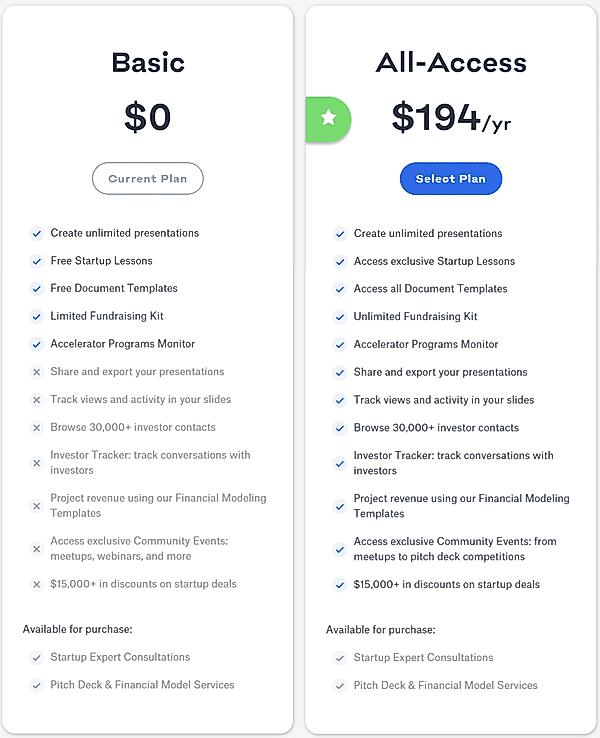 Basic
$0
Current Plan
Create unlimited presentations
Free Startup Lessons
Free Document Templates
Limited Fundraising Kit
Accelerator Programs Monitor
Share and export your presentations
Track views and activity in your slides
Browse 30,000+ investor contacts
Investor Tracker: track conversations with
investors
Project revenue using our Financial Modeling
Templates
Access exclusive Community Events:
meetups, webinars, and more
$15,000+ in discounts on startup deals
Available for purchase:
Startup Expert Consultations
Pitch Deck & Financial Model Services
All-Access
$194/yr
Select Plan
Create unlimited presentations
Access exclusive Startup Lessons
Access all Document Templates
Unlimited Fundraising Kit
Accelerator Programs Monitor
Share and export your presentations
Track views and activity in your slides
Browse 30,000+ investor contacts
Investor Tracker: track conversations with
investors
Project revenue using our Financial Modeling
Templates
Access exclusive Community Events: from
meetups to pitch deck competitions
$15,000+ in discounts on startup deals
Available for purchase:
Startup Expert Consultations
Pitch Deck & Financial Model Services